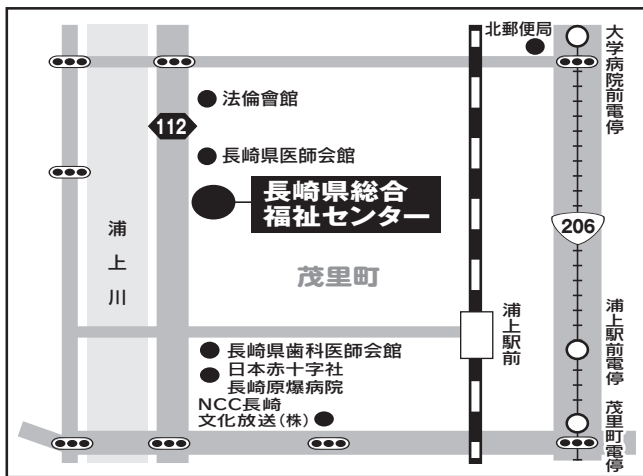 北郵便局
大学病院前電停
法倫會館
112
長崎県医師会館
長崎県総合
福祉センター
206
浦上川
茂里町
浦上駅前
浦上駅前電停
長崎県歯科医師会館
日本赤十字社
長崎原爆病院
NCC長崎
文化放送(株)
茂里町電停